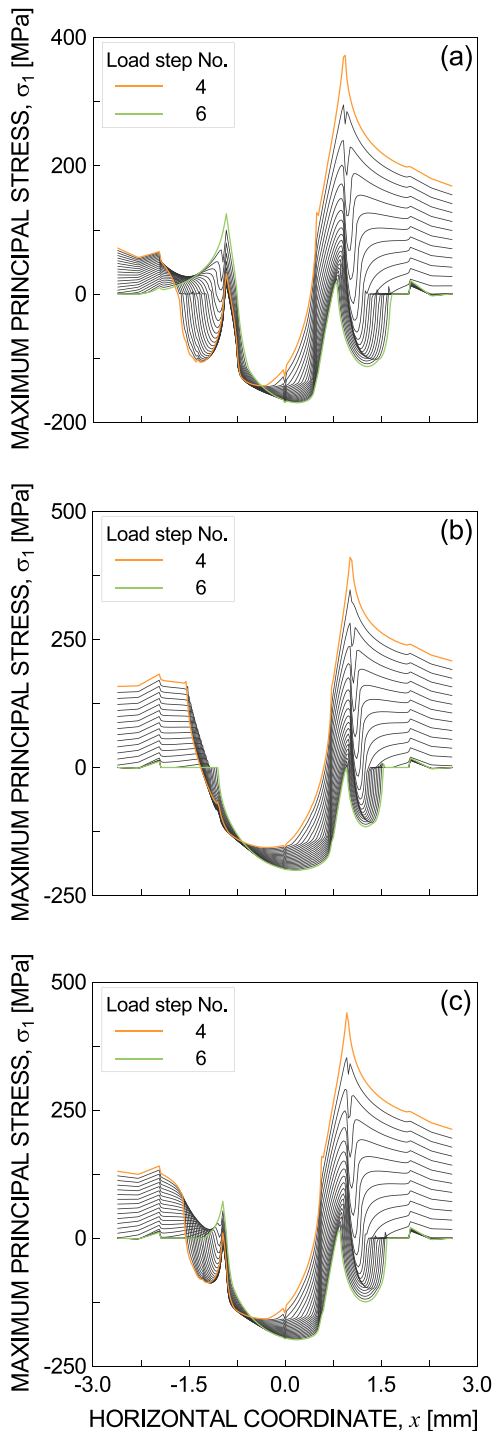 MAXIMUM PRINCIPAL STRESS, σ1 [MPa]
400
200
0
-200
Load step No.
4
6
(a)
MAXIMUM PRINCIPAL STRESS, σ1 [MPa]
500
250
0
-250
Load step No.
4
6
(b)
MAXIMUM PRINCIPAL STRESS, σ1 [MPa]
500
250
0
-250
Load step No.
4
6
(c)
-3.0 -1.5 0.0 1.5 3.0
HORIZONTAL COORDINATE, x [mm]